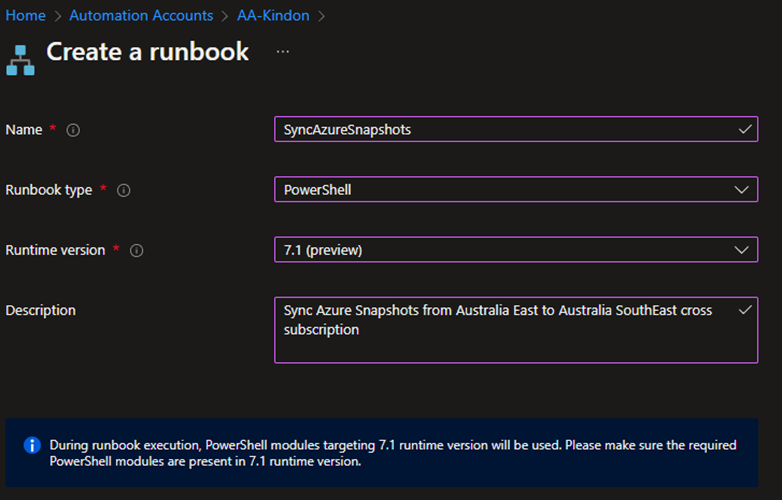 Home > Automation Accounts > AA-Kindon >
Create a runbook ...
Name *
SyncAzureSnapshots
Runbook type *
PowerShell
Runtime version *
7.1 (preview)
Description
Sync Azure Snapshots from Australia East to Australia SouthEast cross
subscription
During runbook execution, PowerShell modules targeting 7.1 runtime version will be used. Please make sure the required
PowerShell modules are present in 7.1 runtime version.